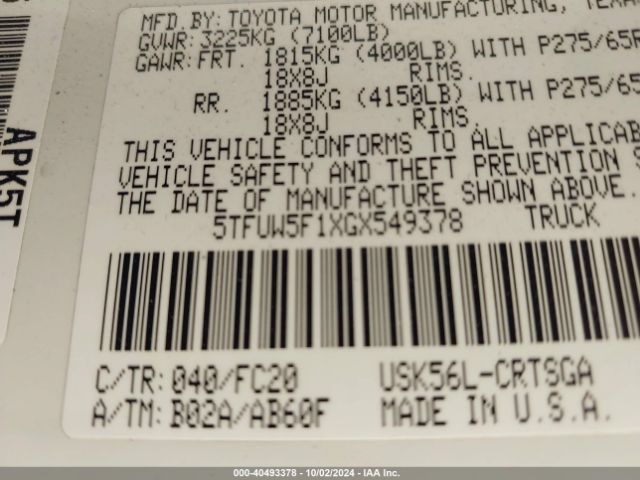 MFD. BY: TOYOTA MOTOR MANUFACTURING,
GVWR: 3225KG (7100LB)
GAWR: FRT. 1815KG (4000LB) WITH P275/65R
18X8J RIMS.
RR. 1885KG (4150LB) WITH P275/65
18X8J RIMS.
THIS VEHICLE CONFORMS TO ALL APPLICAB
VEHICLE SAFETY AND THEFT PREVENTION S
THE DATE OF MANUFACTURE SHOWN ABOVE.
5TFUW5F1XGX549378 TRUCK
C/TR: 040/FC20 USK56L-CRTSGA
A/TM: B02A/AB60F MADE IN U.S.A.
APK5T
000-40493378 - 10/02/2024 - IAAI, Inc.